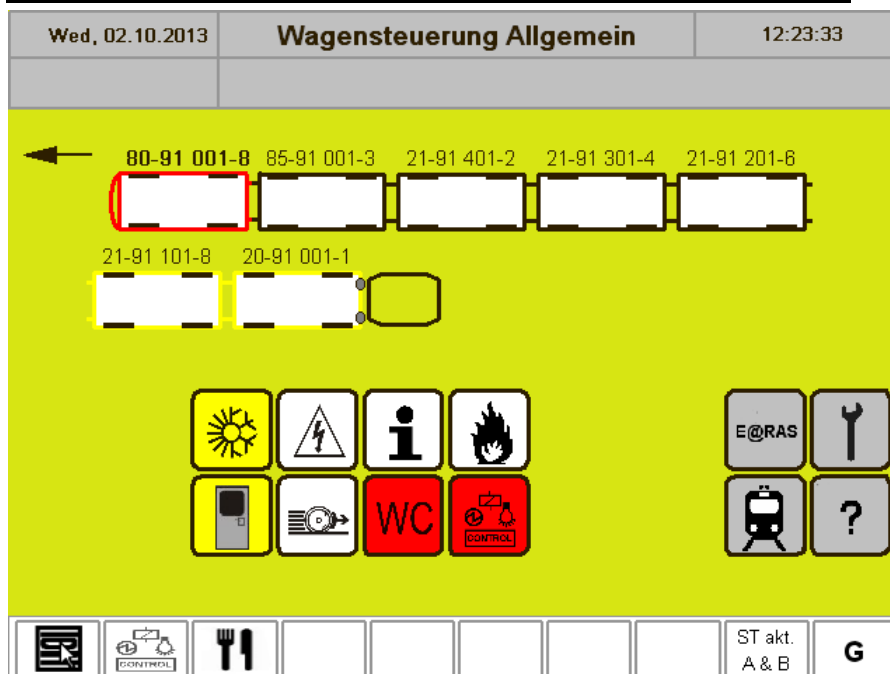 Wed, 02.10.2013
Wagensteuerung Allgemein
12:23:33
80-91 001-8
85-91 001-3
21-91 401-2
21-91 301-4
21-91 201-6
21-91 101-8
20-91 001-1
E@RAS
WC
CONTROL
?
CONTROL
ST akt.
A & B
G